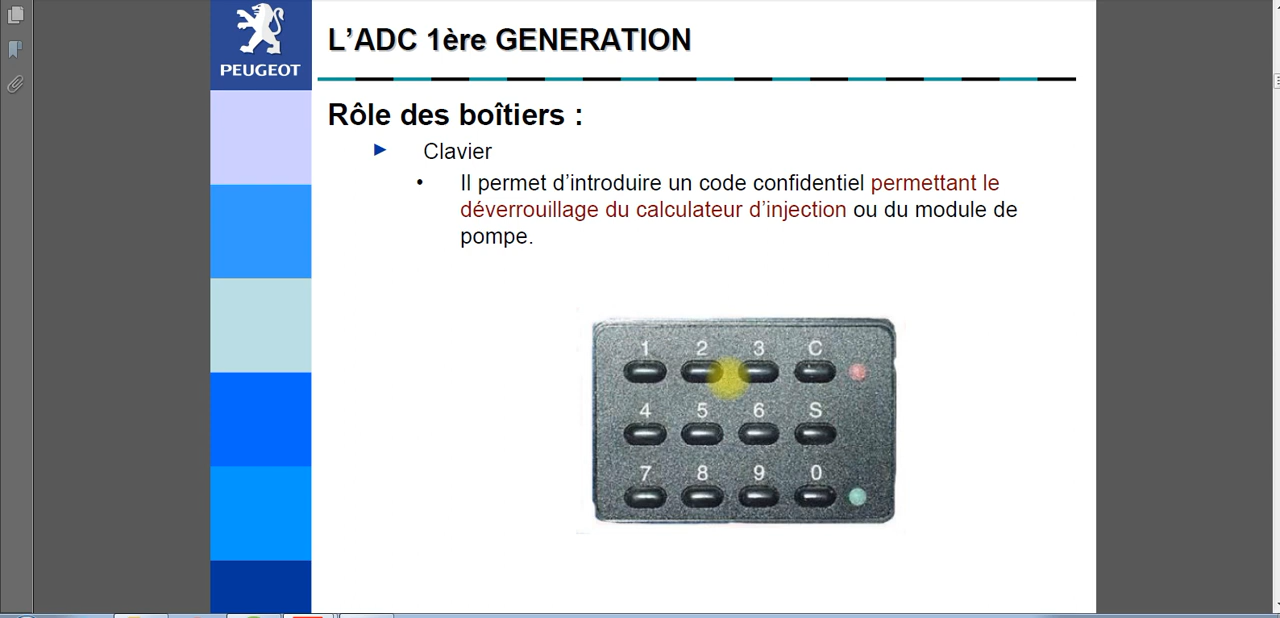 PEUGEOT
L’ADC 1ère GENERATION
Rôle des boîtiers :
Clavier
Il permet d’introduire un code confidentiel permettant le
déverrouillage du calculateur d’injection ou du module de
pompe.
1 2 3 C
4 5 6 S
7 8 9 0